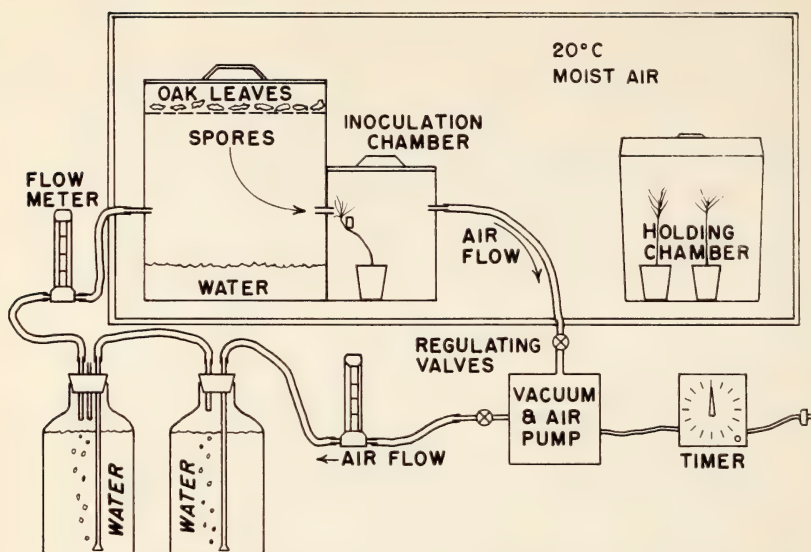 20°C
MOIST AIR
OAK LEAVES
SPORES
INOCULATION
CHAMBER
FLOW
METER
AIR
FLOW
HOLDING
CHAMBER
WATER
REGULATING
VALVES
VACUUM
& AIR
PUMP
TIMER
←AIR FLOW
WATER
WATER